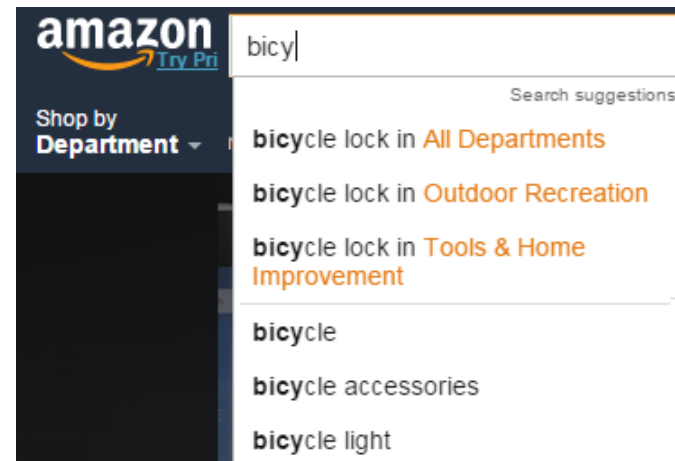 amazon
Try Pri
bicy
Search suggestions
Shop by
Department
bicycle lock in All Departments
bicycle lock in Outdoor Recreation
bicycle lock in Tools & Home
Improvement
bicycle
bicycle accessories
bicycle light